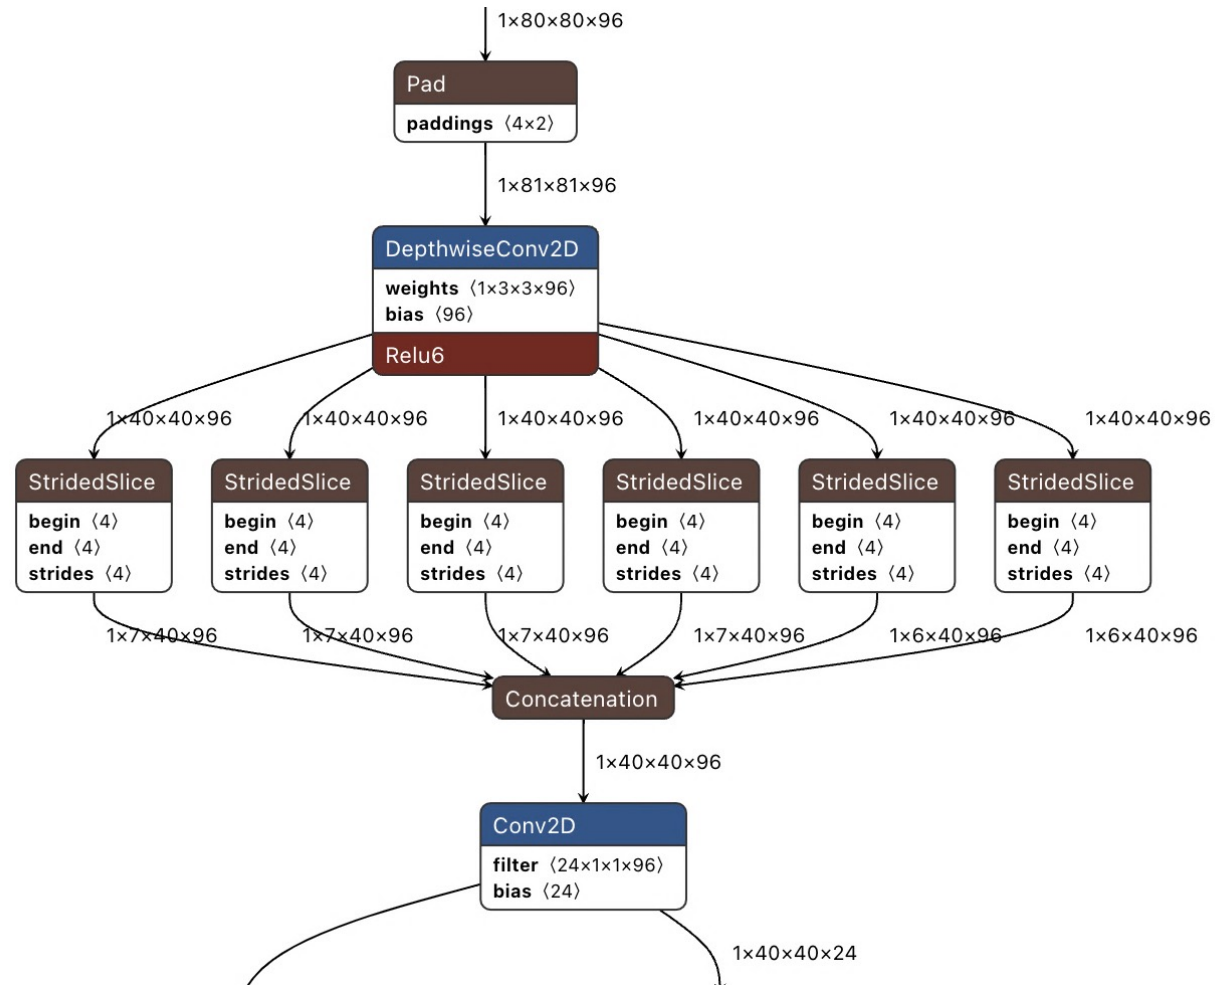 1×80×80×96
Pad
paddings ⟨4×2⟩
1×81×81×96
DepthwiseConv2D
weights ⟨1×3×3×96⟩
bias ⟨96⟩
Relu6
1×40×40×96 1×40×40×96 1×40×40×96 1×40×40×96 1×40×40×96 1×40×40×96
StridedSlice StridedSlice StridedSlice StridedSlice StridedSlice StridedSlice
begin ⟨4⟩ begin ⟨4⟩ begin ⟨4⟩ begin ⟨4⟩ begin ⟨4⟩ begin ⟨4⟩
end ⟨4⟩ end ⟨4⟩ end ⟨4⟩ end ⟨4⟩ end ⟨4⟩ end ⟨4⟩
strides ⟨4⟩ strides ⟨4⟩ strides ⟨4⟩ strides ⟨4⟩ strides ⟨4⟩ strides ⟨4⟩
1×7×40×96 1×7×40×96 1×7×40×96 1×7×40×96 1×6×40×96 1×6×40×96
Concatenation
1×40×40×96
Conv2D
filter ⟨24×1×1×96⟩
bias ⟨24⟩
1×40×40×24